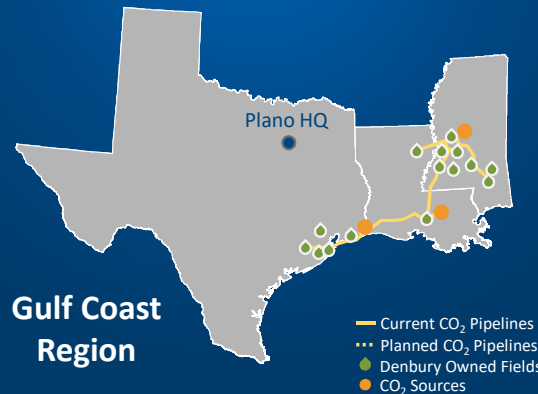 Plano HQ
Gulf Coast
Region
Current CO₂ Pipelines
Planned CO₂ Pipelines
Denbury Owned Fields
CO₂ Sources